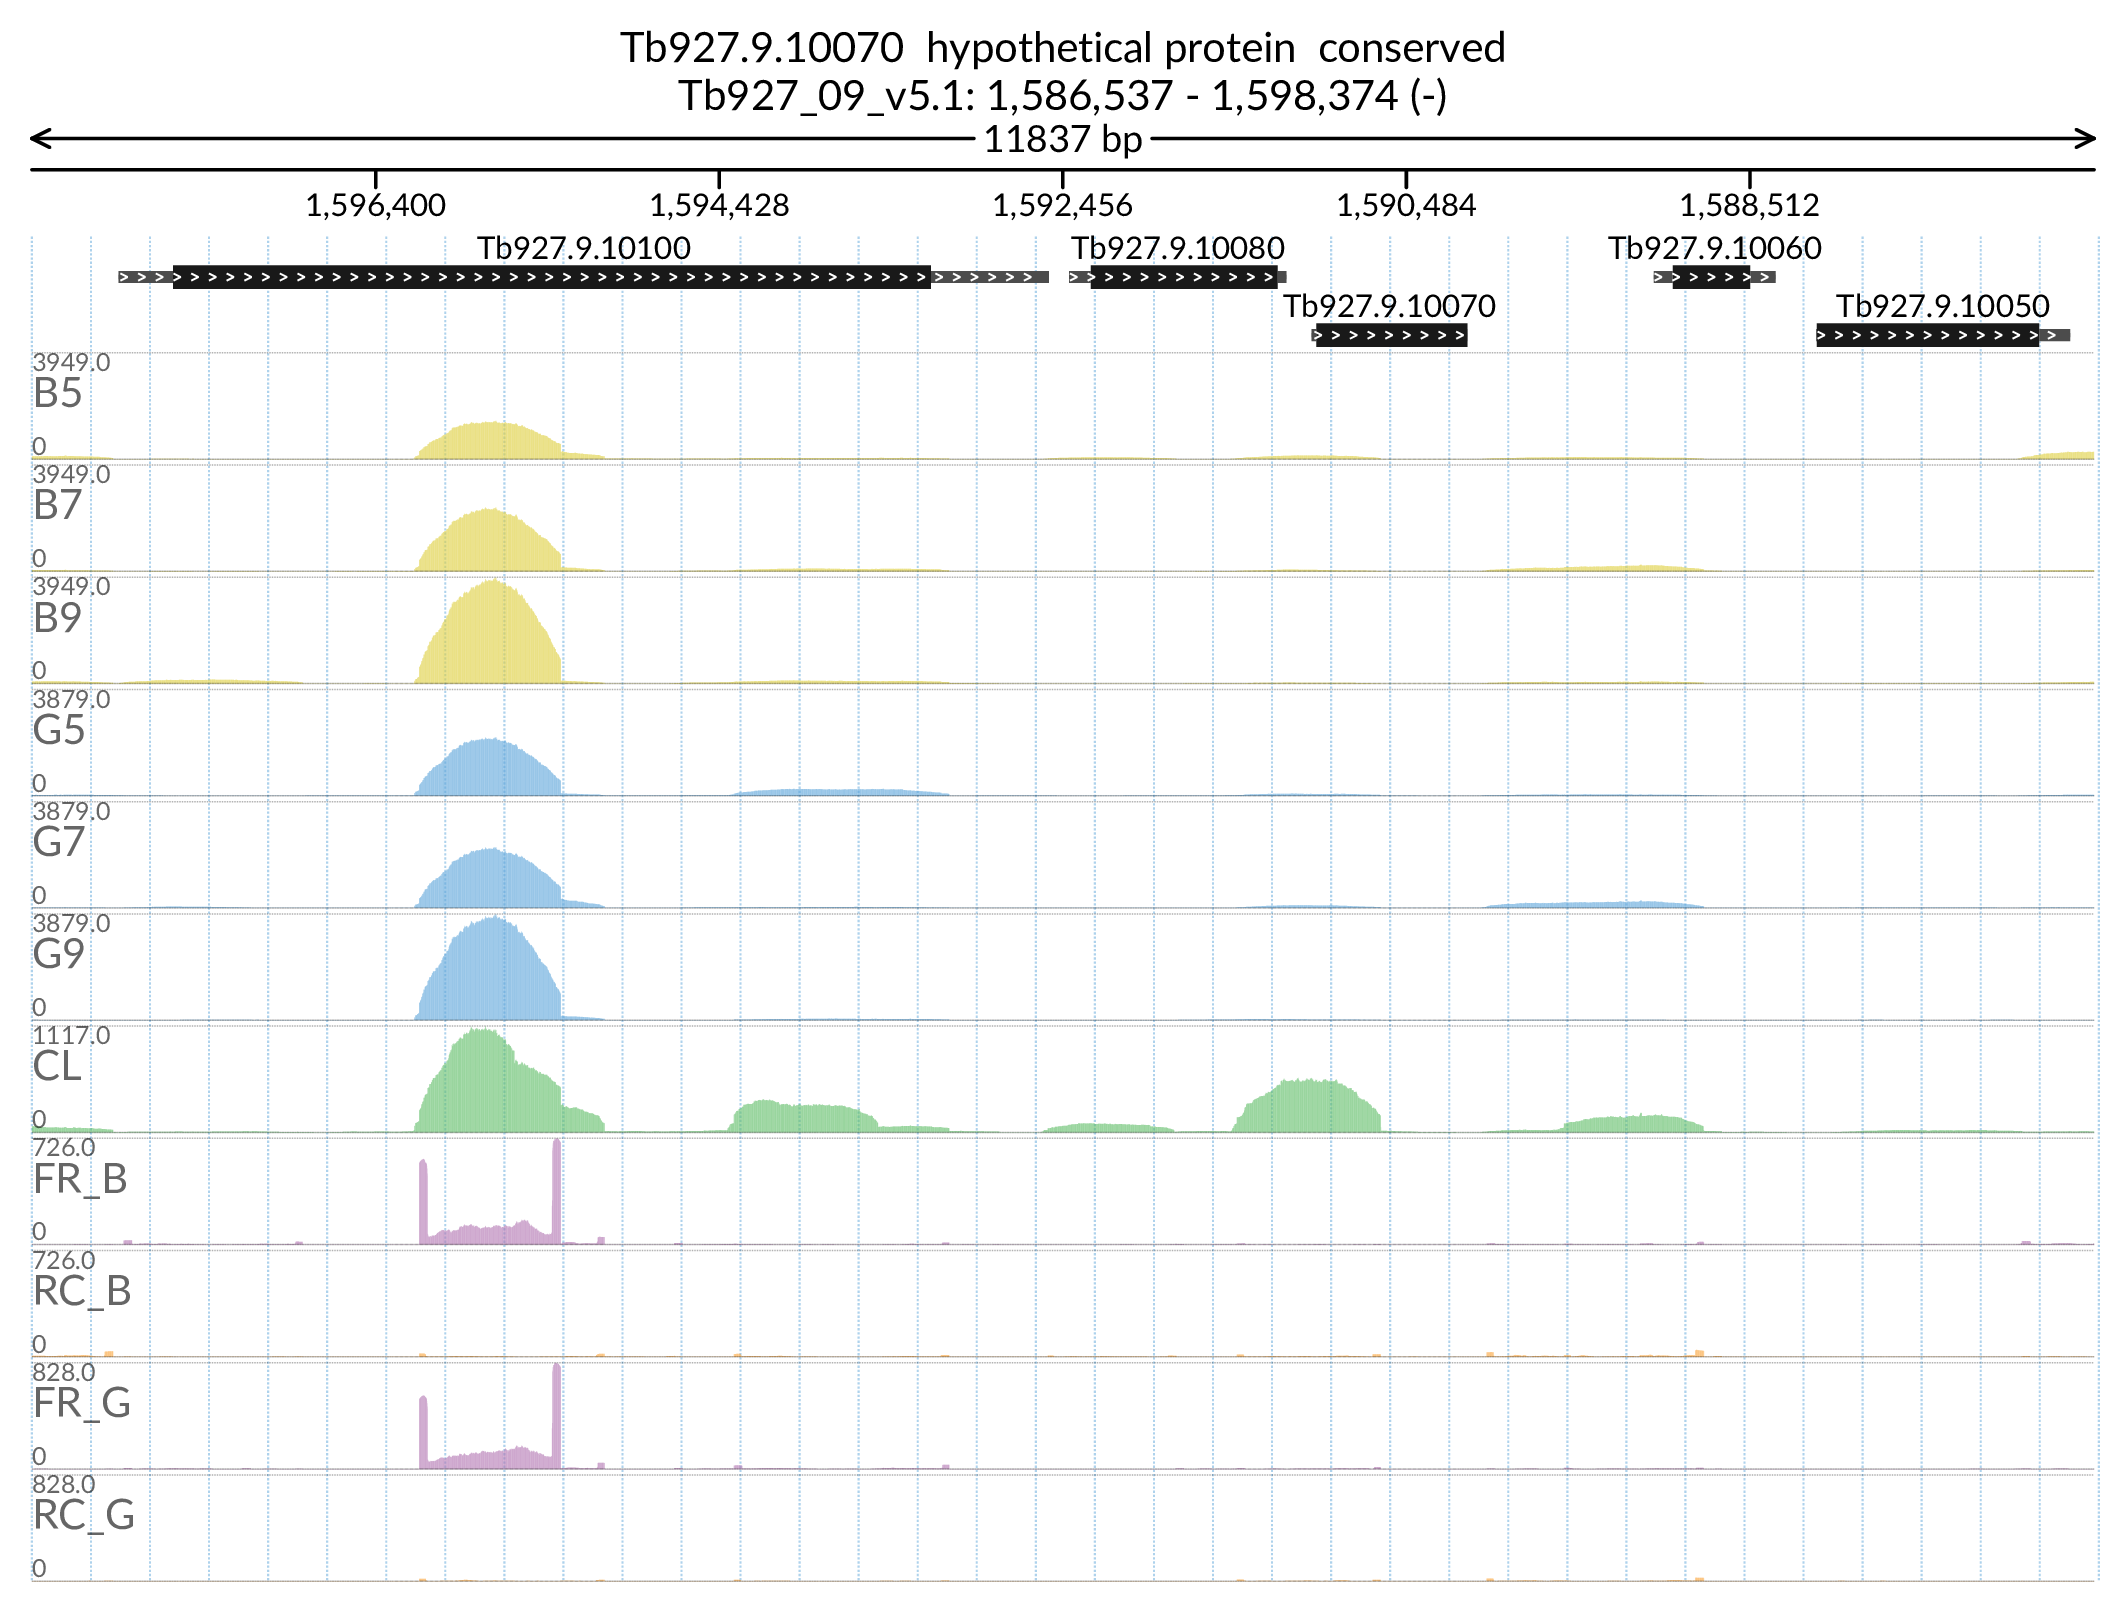 Tb927.9.10070 hypothetical protein conserved
Tb927_09_v5.1: 1,586,537 - 1,598,374 (-)
11837 bp
1,596,400 1,594,428 1,592,456 1,590,484 1,588,512
Tb927.9.10100 Tb927.9.10080 Tb927.9.10060
Tb927.9.10070 Tb927.9.10050
3949.0
B5
0
3949.0
B7
0
3949.0
B9
0
3879.0
G5
0
3879.0
G7
0
3879.0
G9
0
1117.0
CL
0
726.0
FR_B
0
726.0
RC_B
0
828.0
FR_G
0
828.0
RC_G
0